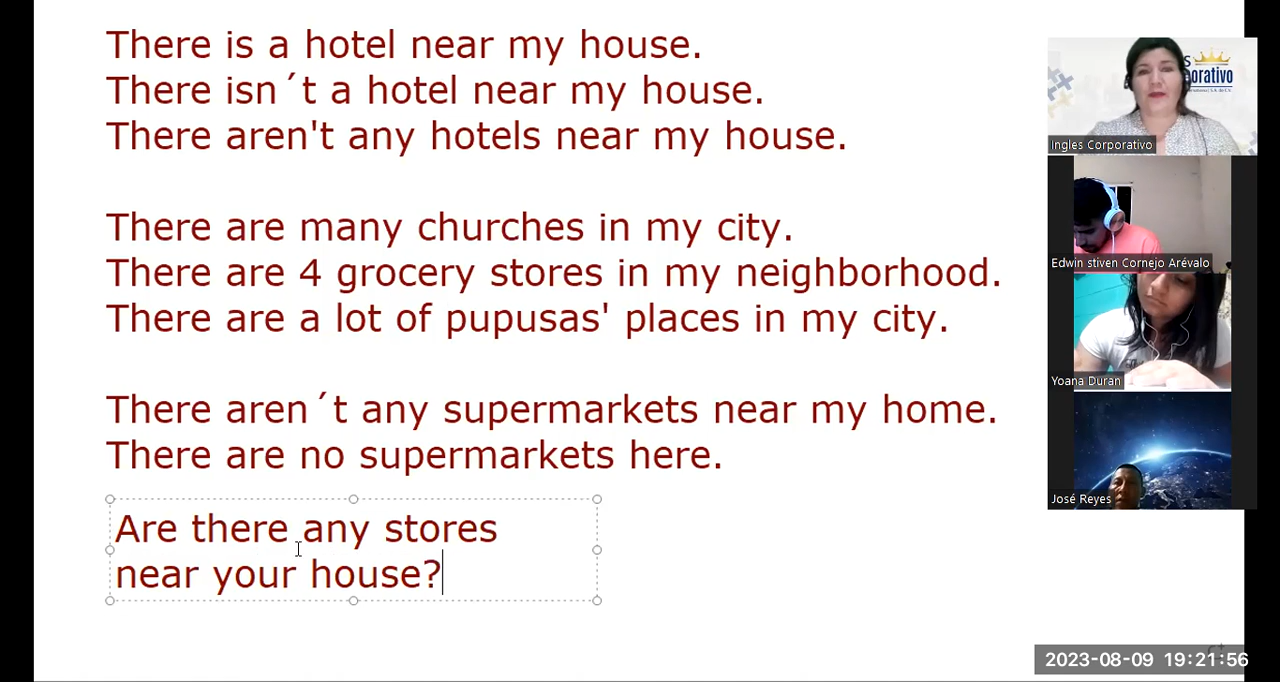 There is a hotel near my house.
There isn´t a hotel near my house.
There aren't any hotels near my house.
There are many churches in my city.
There are 4 grocery stores in my neighborhood.
There are a lot of pupusas' places in my city.
There aren´t any supermarkets near my home.
There are no supermarkets here.
Are there any stores
near your house?
orativo
Ingles Corporativo
Edwin stiven Cornejo Arévalo
Yoana Duran
José Reyes
2023-08-09 19:21:56